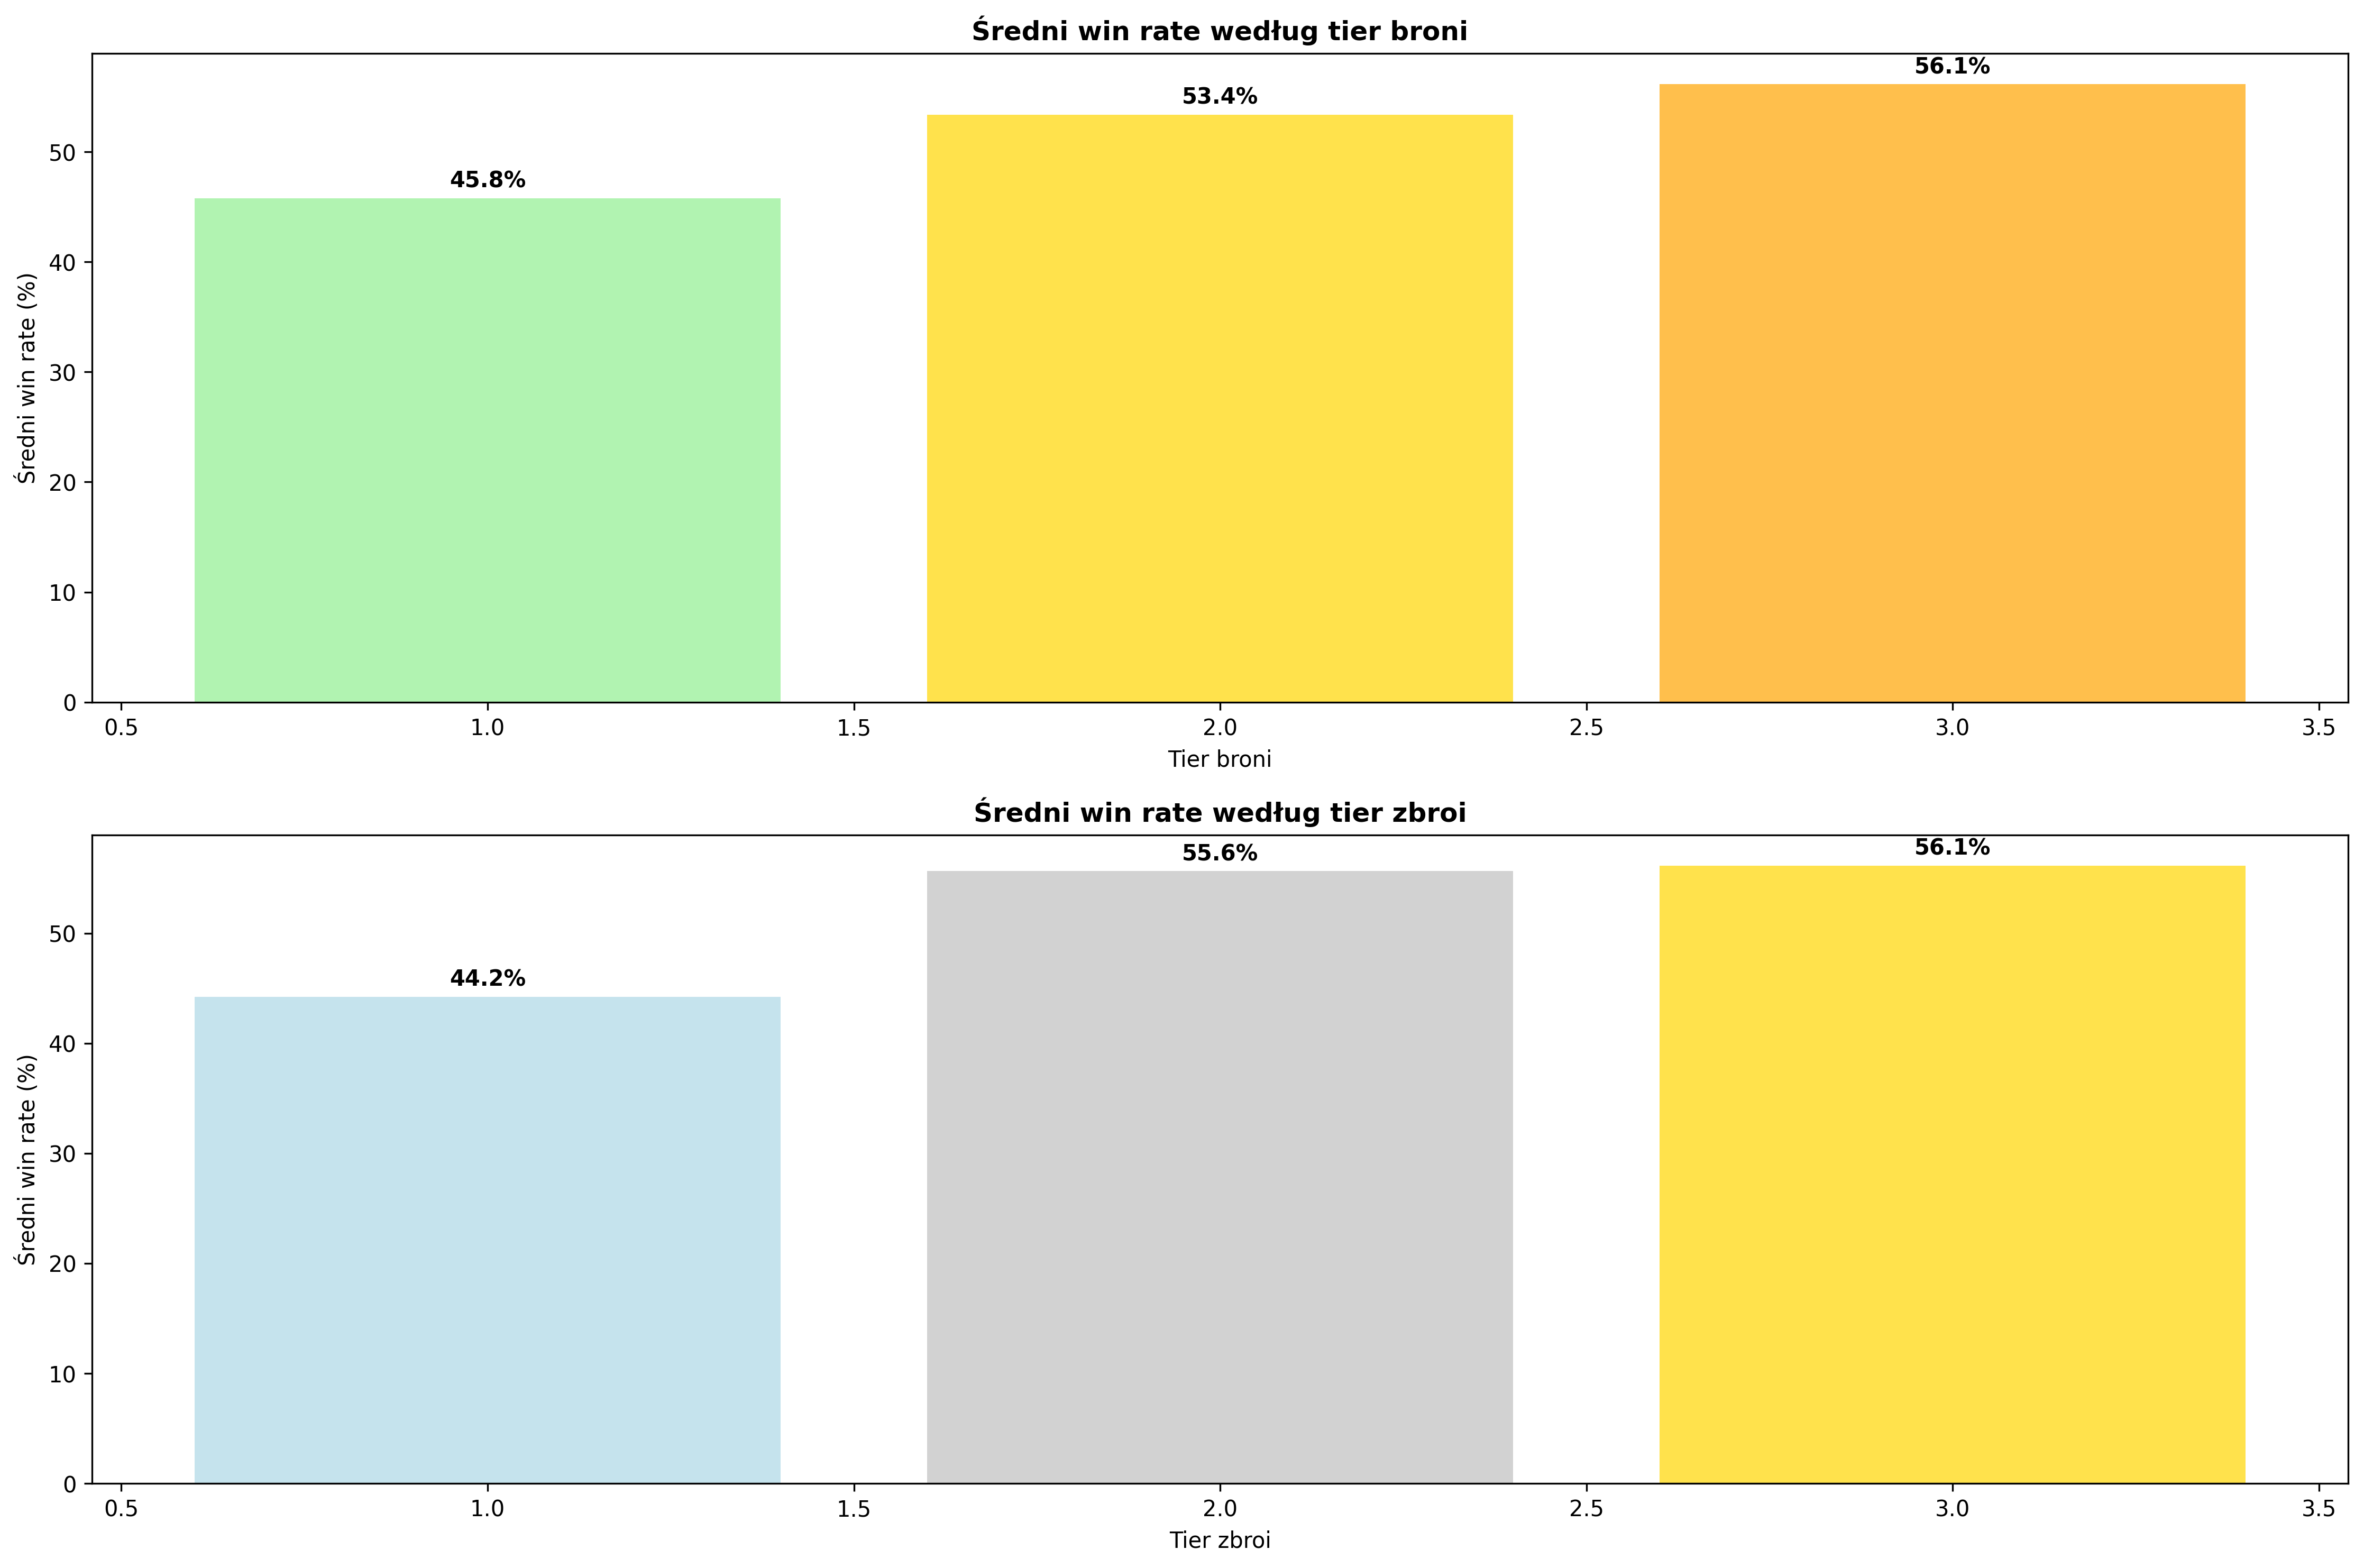 Średni win rate według tier broni
56.1%
53.4%
45.8%
Średni win rate (%)
50
40
30
20
10
0
0.5 1.0 1.5 2.0 2.5 3.0 3.5
Tier broni
Średni win rate według tier zbroi
56.1%
55.6%
44.2%
Średni win rate (%)
50
40
30
20
10
0
0.5 1.0 1.5 2.0 2.5 3.0 3.5
Tier zbroi